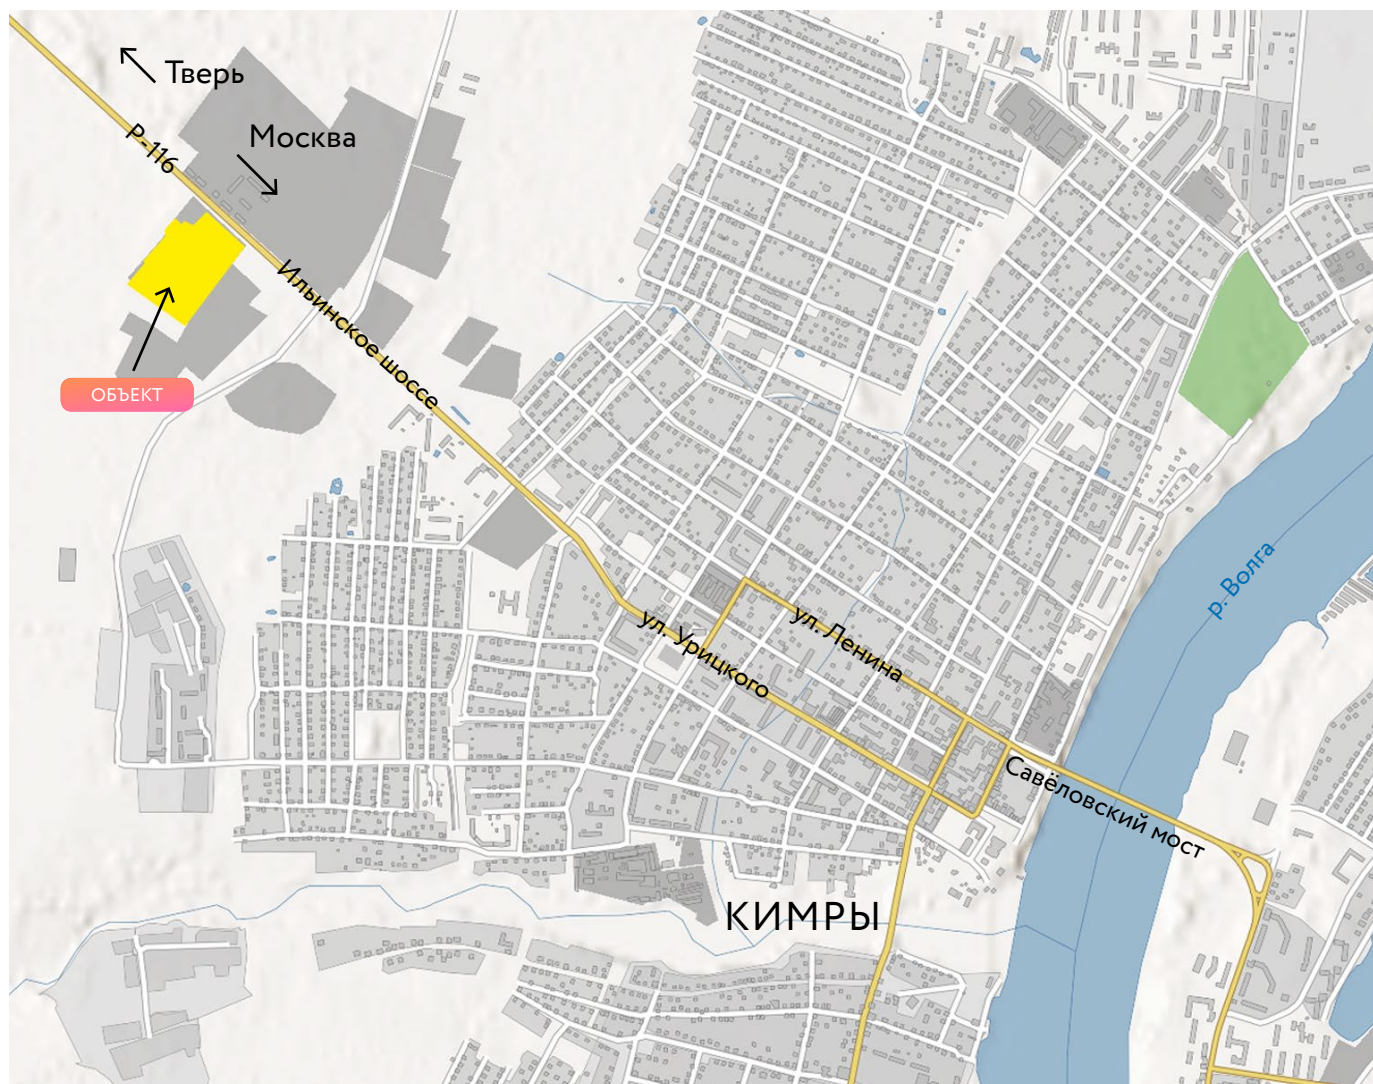 Тверь
Москва
Р-116
Ильинское шоссе
ОБЪЕКТ
р. Волга
ул. Ленина
ул. Урицкого
Савёловский мост
КИМРЫ